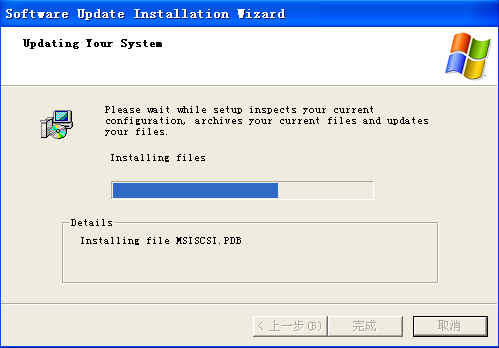 Software Update Installation Wizard
Updating Your System
Please wait while setup inspects your current
configuration, archives your current files and updates
your files.
Installing files
Details
Installing file MSISCSI.PDB
< 上一步(B)
完成
取消